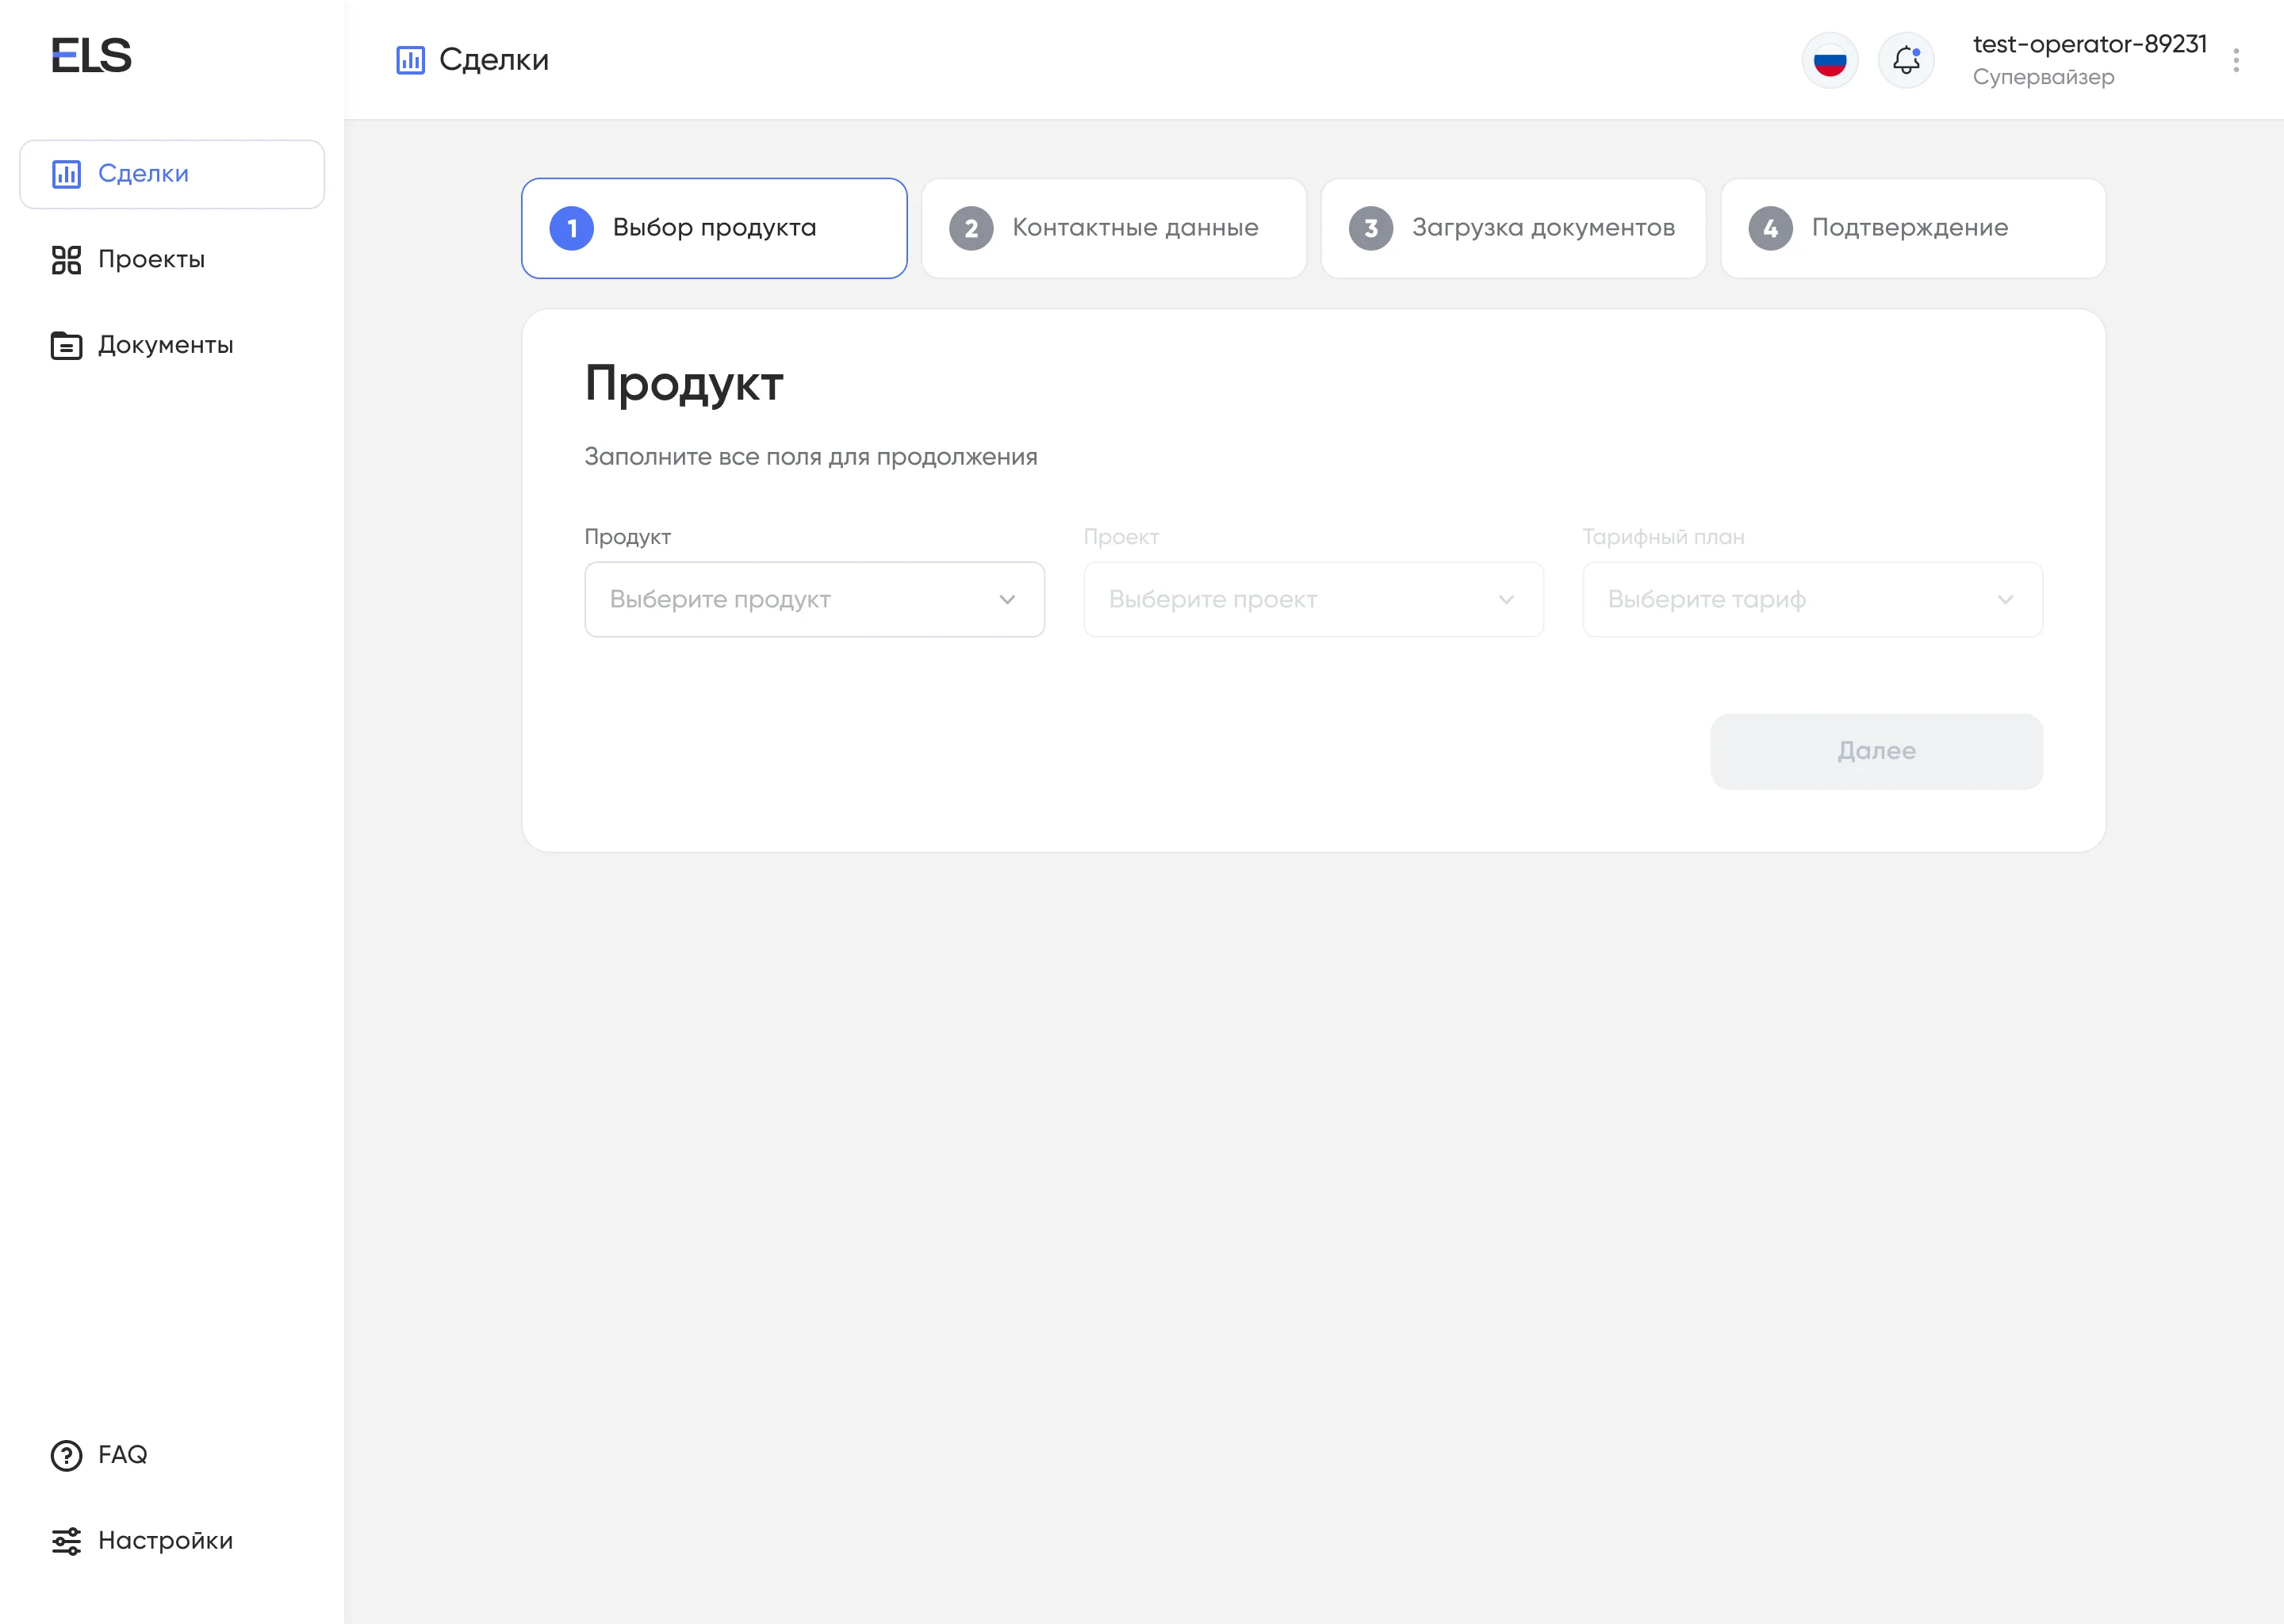 ELS
Сделки
Проекты
Документы
FAQ
Настройки
Сделки
test-operator-89231
Супервайзер
1 Выбор продукта
2 Контактные данные
3 Загрузка документов
4 Подтверждение
Продукт
Заполните все поля для продолжения
Продукт
Выберите продукт
Проект
Выберите проект
Тарифный план
Выберите тариф
Далее